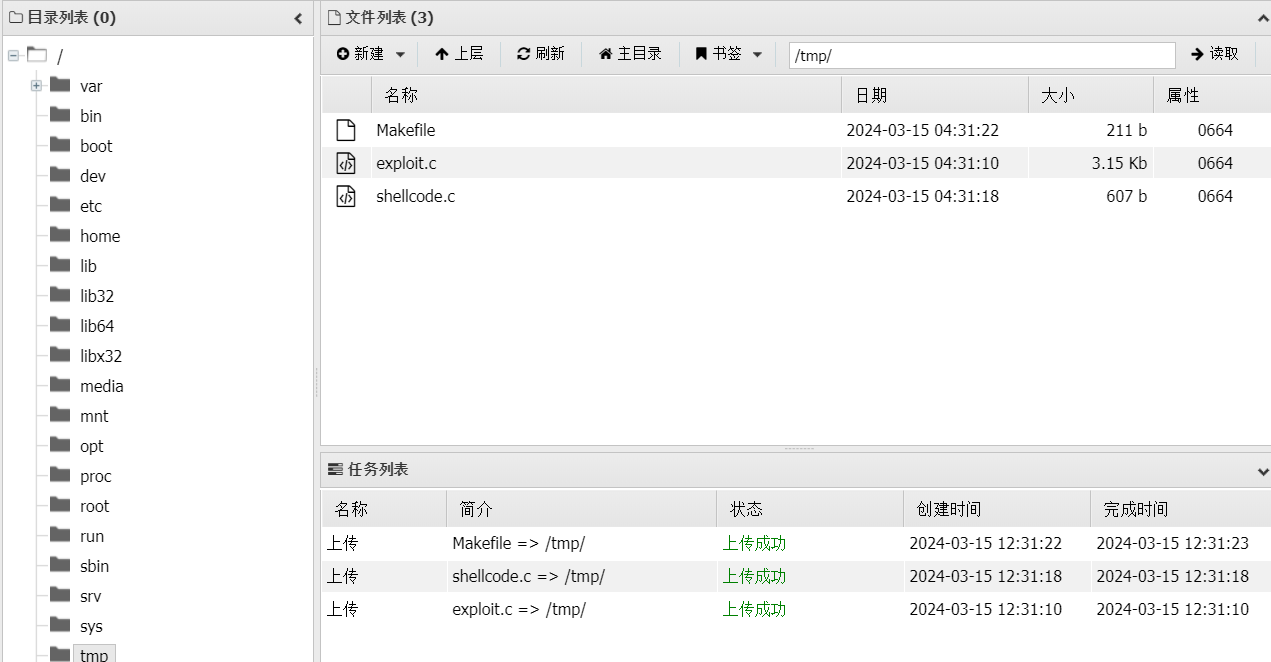 目录列表 (0)
/
var
bin
boot
dev
etc
home
lib
lib32
lib64
libx32
media
mnt
opt
proc
root
run
sbin
srv
sys
tmp
文件列表 (3)
新建 上层 刷新 主目录 书签 /tmp/ 读取
名称 日期 大小 属性
Makefile 2024-03-15 04:31:22 211 b 0664
exploit.c 2024-03-15 04:31:10 3.15 Kb 0664
shellcode.c 2024-03-15 04:31:18 607 b 0664
任务列表
名称 简介 状态 创建时间 完成时间
上传 Makefile => /tmp/ 上传成功 2024-03-15 12:31:22 2024-03-15 12:31:23
上传 shellcode.c => /tmp/ 上传成功 2024-03-15 12:31:18 2024-03-15 12:31:18
上传 exploit.c => /tmp/ 上传成功 2024-03-15 12:31:10 2024-03-15 12:31:10